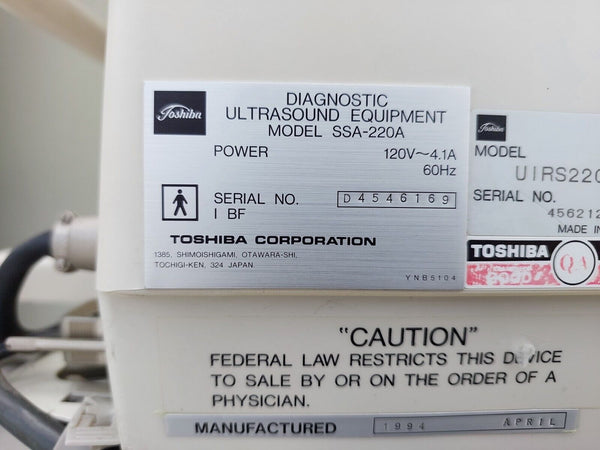 Toshiba
DIAGNOSTIC
ULTRASOUND EQUIPMENT
MODEL SSA-220A
POWER 120V~4.1A
60Hz
SERIAL NO. D4546169
I BF
TOSHIBA CORPORATION
1385, SHIMOISHIGAMI, OTAWARA-SHI,
TOCHIGI-KEN, 324 JAPAN.
YNB5104
Toshiba
MODEL
UIRS220
SERIAL NO.
456212
MADE IN
TOSHIBA
QA
"CAUTION"
FEDERAL LAW RESTRICTS THIS DEVICE
TO SALE BY OR ON THE ORDER OF A
PHYSICIAN.
MANUFACTURED 1994 APRIL